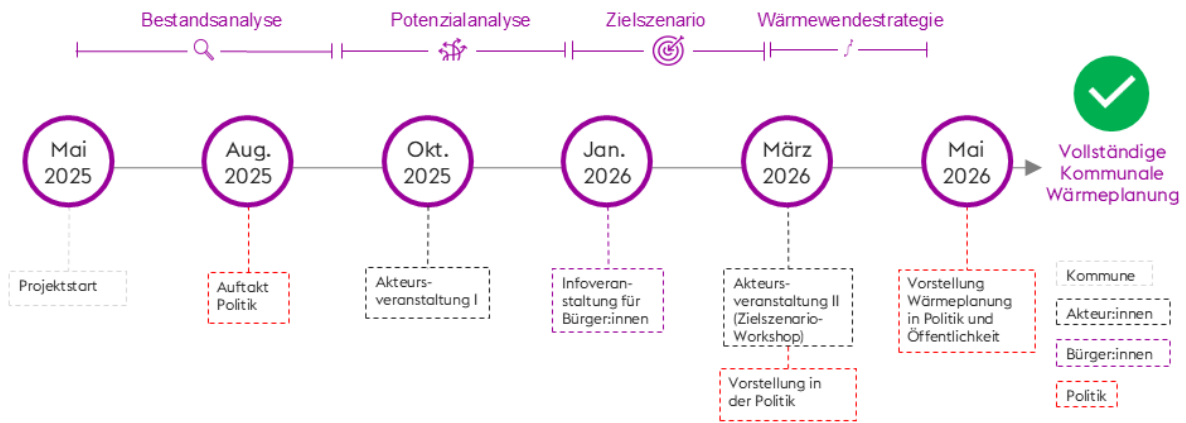 Bestandsanalyse
Potenzialanalyse
Zielszenario
Wärmewendestrategie
Mai
2025
Aug.
2025
Okt.
2025
Jan.
2026
März
2026
Mai
2026
Vollständige
Kommunale
Wärmeplanung
Projektstart
Auftakt
Politik
Akteurs-
veranstaltung I
Infoveran-
staltung für
Bürger:innen
Akteurs-
veranstaltung II
(Zielszenario-
Workshop)
Vorstellung in
der Politik
Vorstellung
Wärmeplanung
in Politik und
Öffentlichkeit
Kommune
Akteur:innen
Bürger:innen
Politik